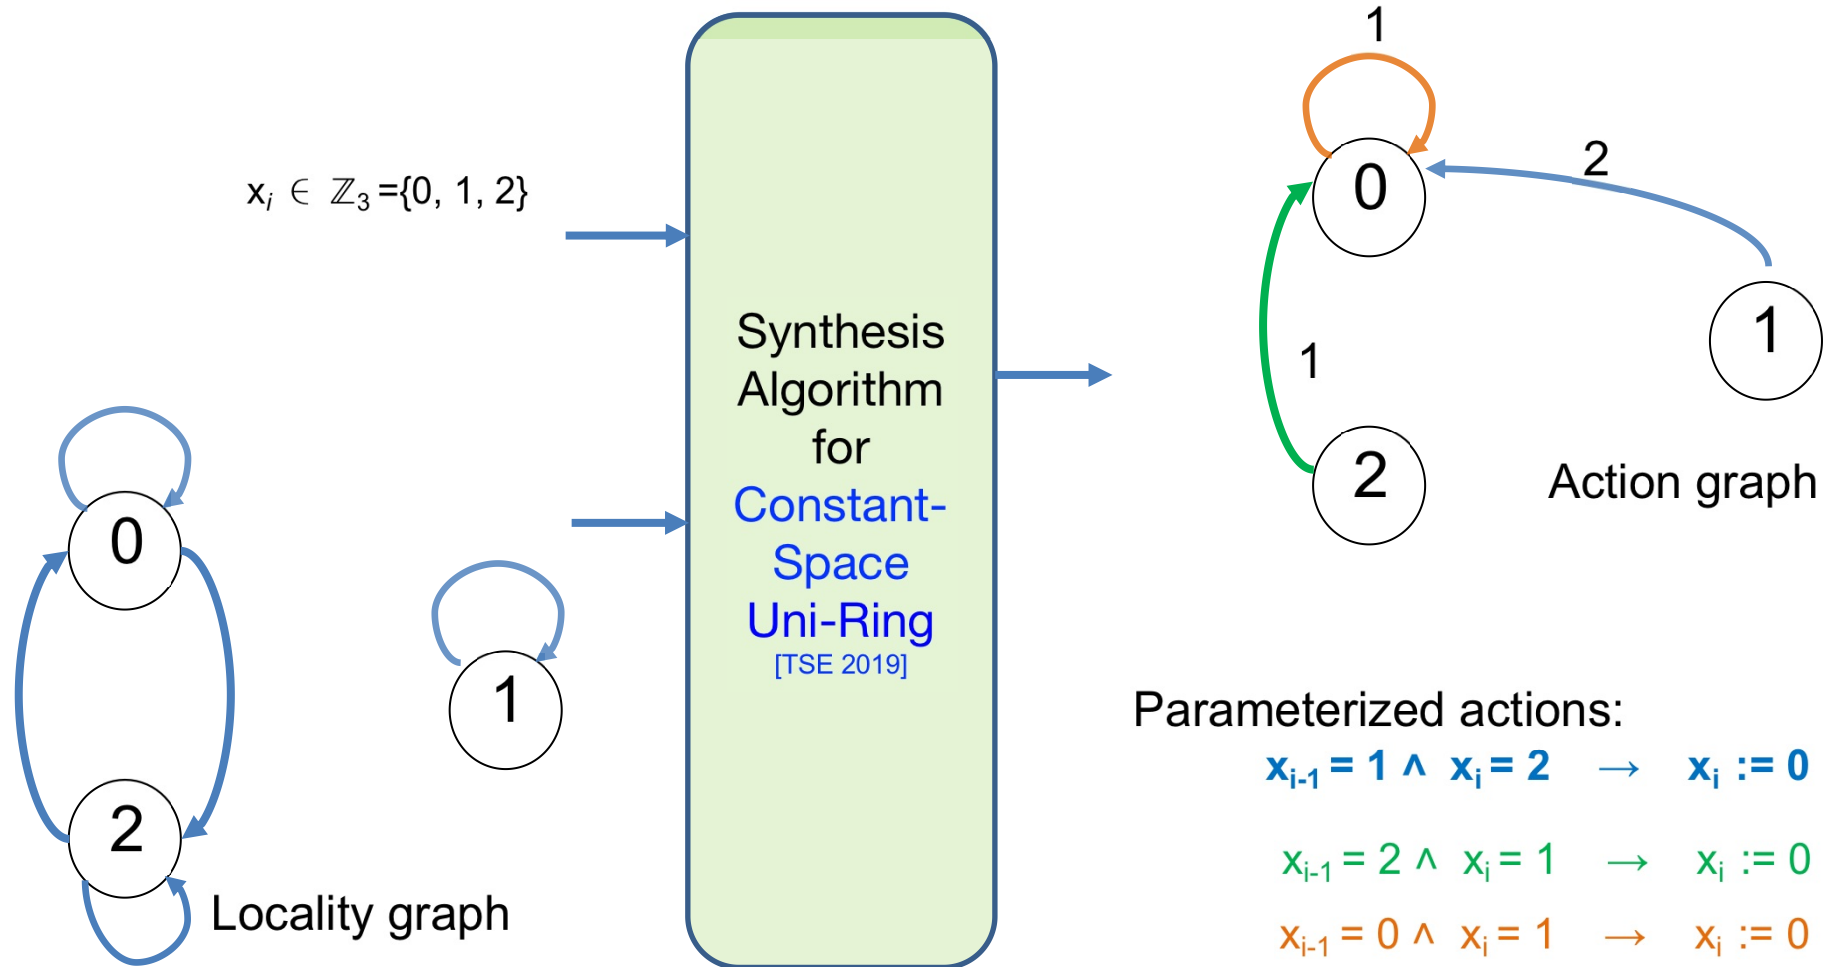 xᵢ ∈ ℤ₃ ={0, 1, 2}
0
2
1
Locality graph
Synthesis
Algorithm
for
Constant-
Space
Uni-Ring
[TSE 2019]
1
0
2
1
1
2
Action graph
Parameterized actions:
xᵢ₋₁ = 1 ∧ xᵢ = 2 → xᵢ := 0
xᵢ₋₁ = 2 ∧ xᵢ = 1 → xᵢ := 0
xᵢ₋₁ = 0 ∧ xᵢ = 1 → xᵢ := 0